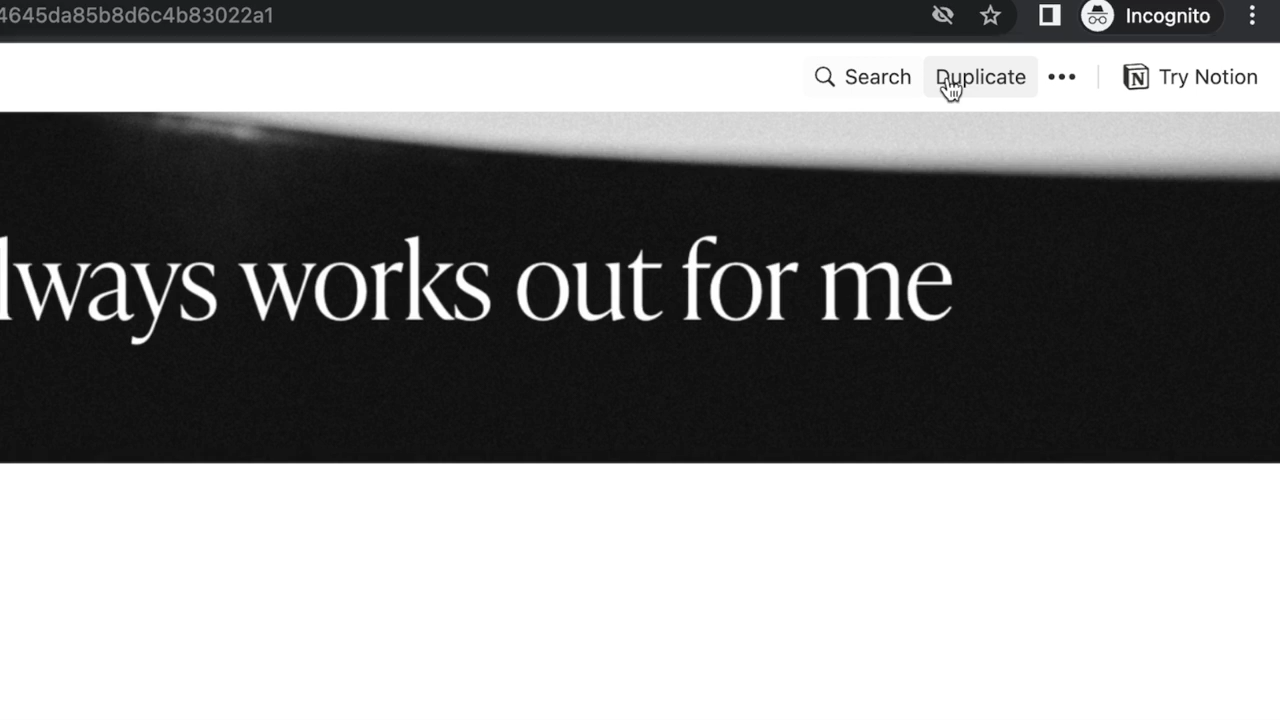 4645da85b8d6c4b83022a1
Incognito
Search
Duplicate
Try Notion
lways works out for me